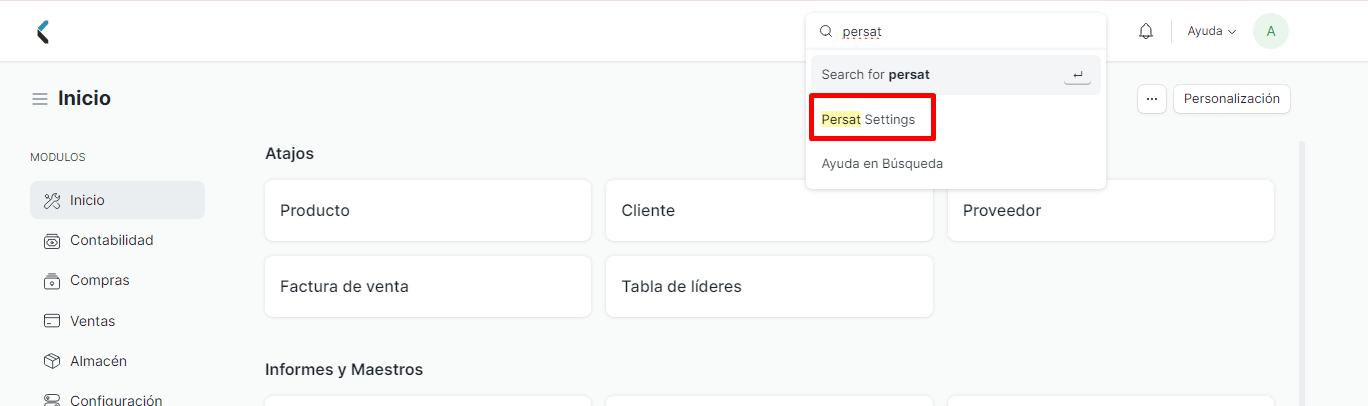 persat
Ayuda
A
Search for persat
Inicio
Persat Settings
Personalización
MODULOS
Atajos
Ayuda en Búsqueda
Inicio
Producto
Cliente
Proveedor
Contabilidad
Compras
Factura de venta
Tabla de líderes
Ventas
Almacén
Informes y Maestros
Configuración